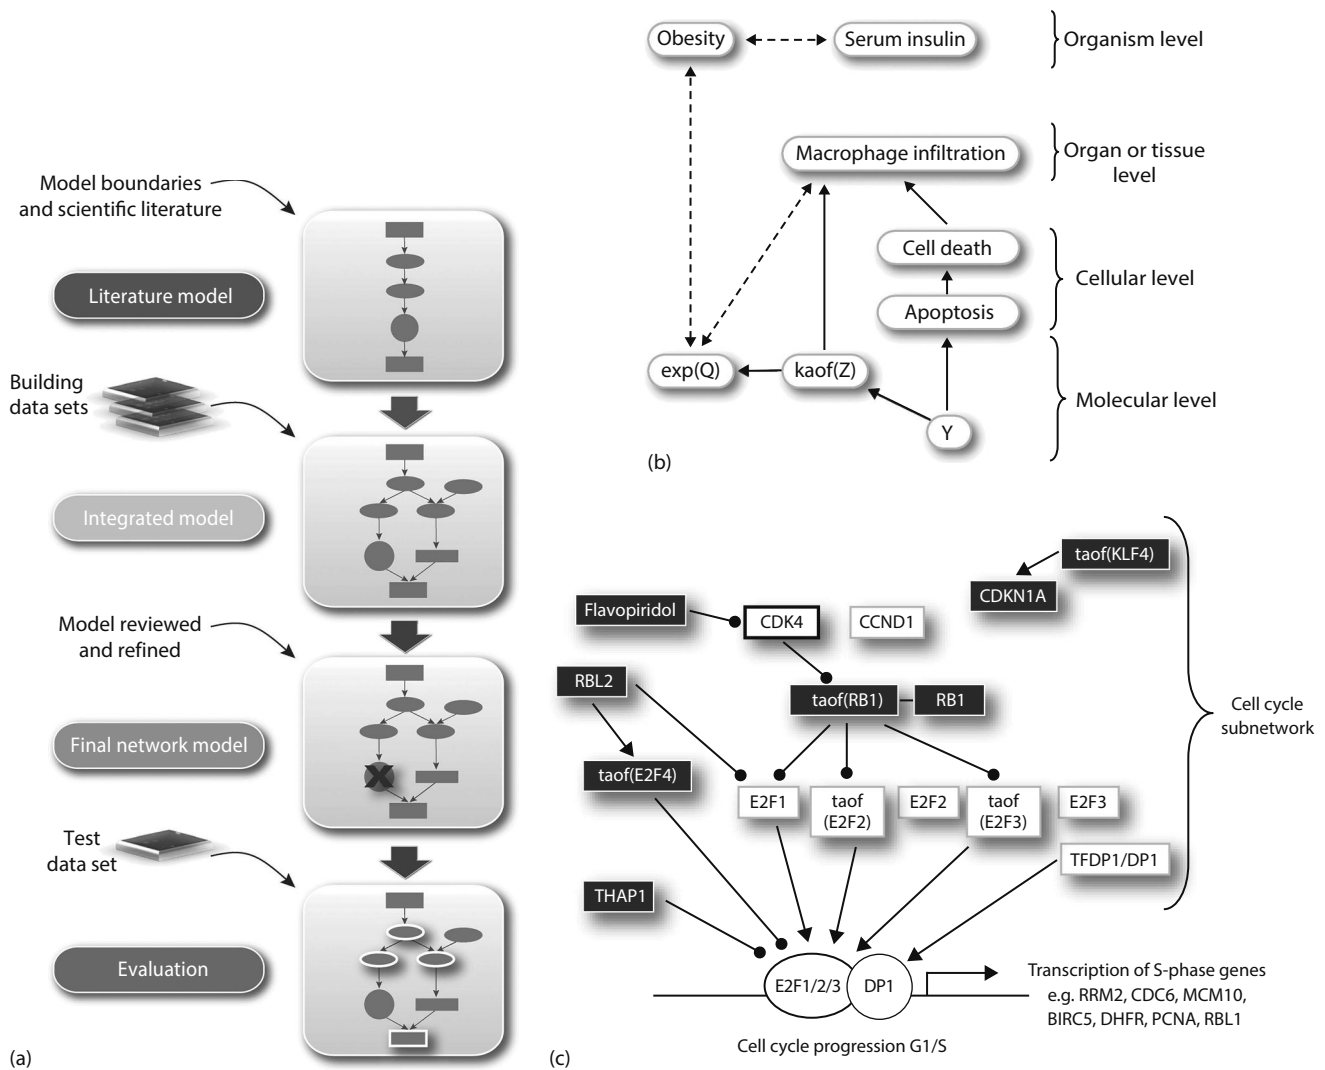 Model boundaries
and scientific literature
Literature model
Building
data sets
Integrated model
Model reviewed
and refined
Final network model
X
Test
data set
Evaluation
(a)
Obesity
Serum insulin
Organism level
Macrophage infiltration
Organ or tissue
level
Cell death
Cellular level
Apoptosis
exp(Q)
kaof(Z)
Molecular level
Y
(b)
taof(KLF4)
CDKN1A
Flavopiridol
CDK4
CCND1
RBL2
taof(RB1)
RB1
Cell cycle
subnetwork
taof(E2F4)
E2F1
taof
(E2F2)
E2F2
taof
(E2F3)
E2F3
TFDP1/DP1
THAP1
E2F1/2/3
DP1
Transcription of S-phase genes
e.g. RRM2, CDC6, MCM10,
BIRC5, DHFR, PCNA, RBL1
Cell cycle progression G1/S
(c)